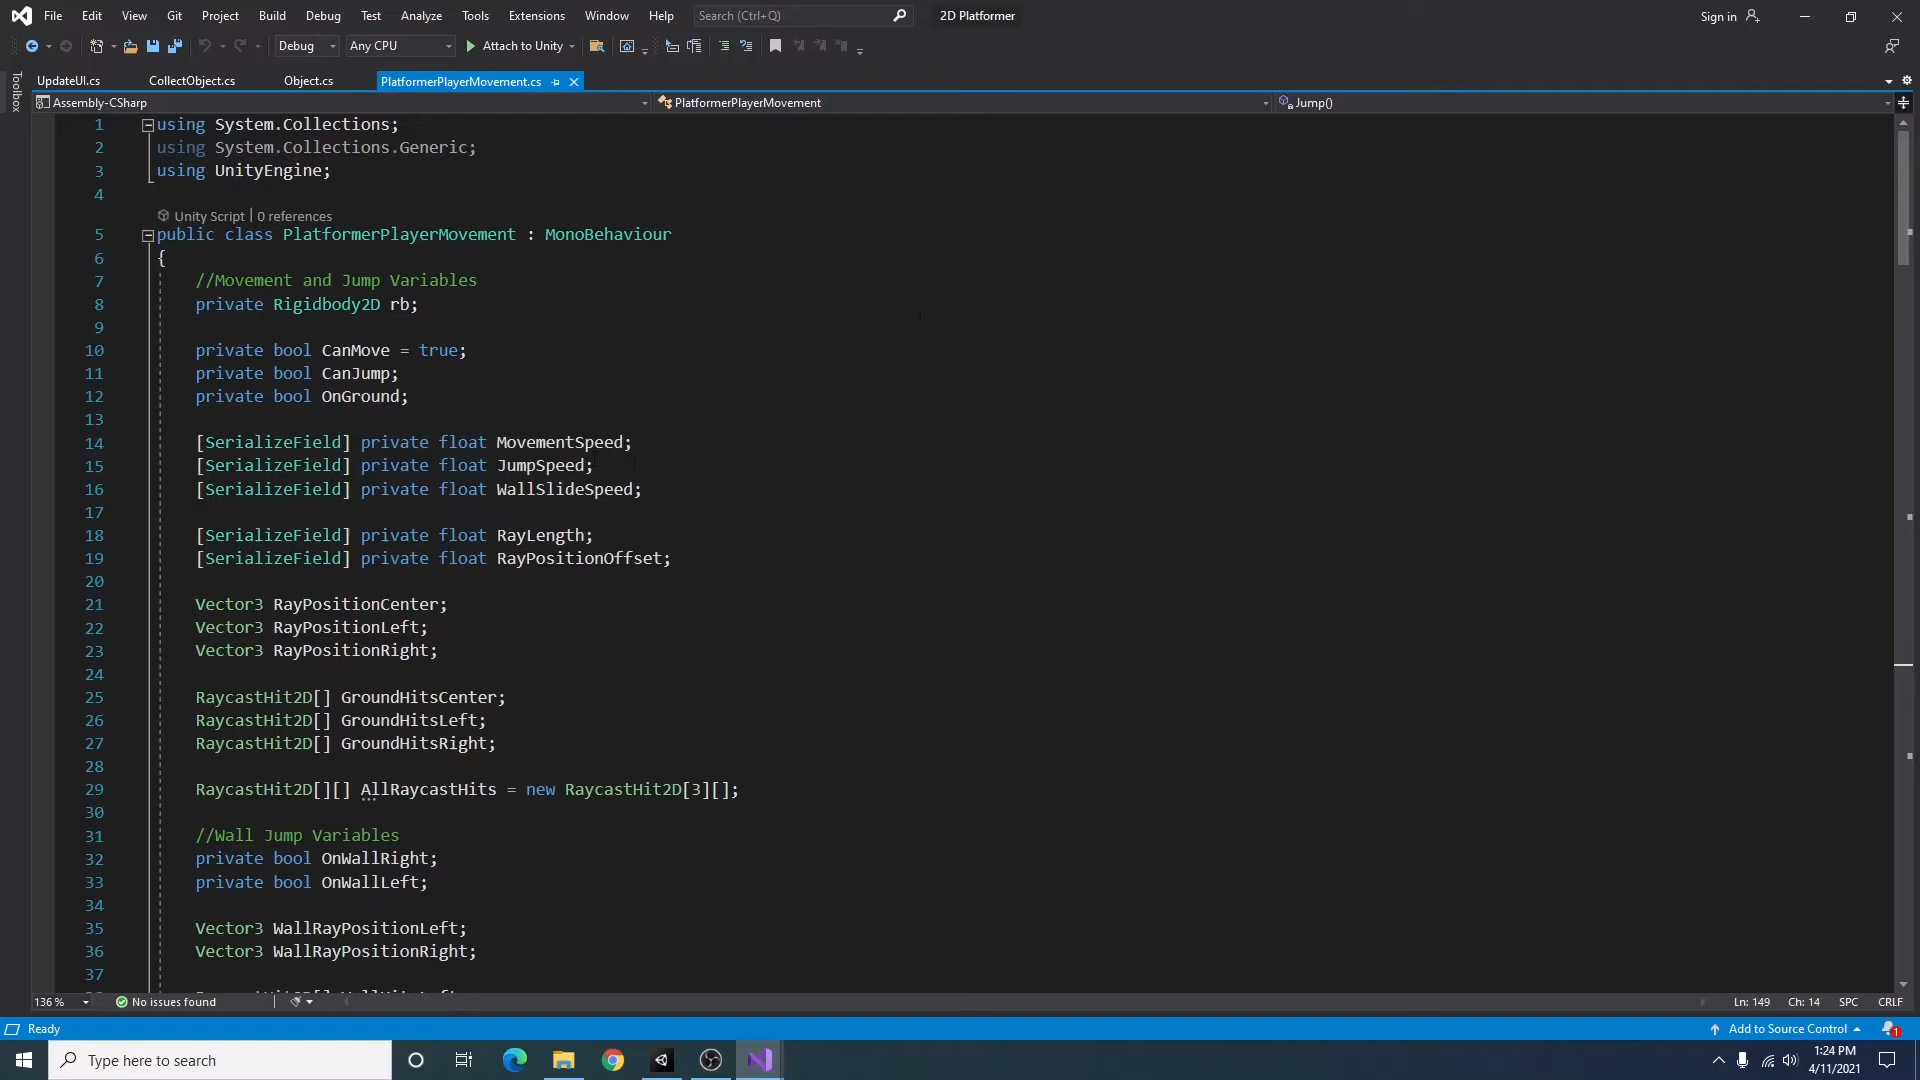 File Edit View Git Project Build Debug Test Analyze Tools Extensions Window Help Search (Ctrl+Q) 2D Platformer Sign in
Debug Any CPU Attach to Unity
Toolbox
UpdateUI.cs CollectObject.cs Object.cs PlatformerPlayerMovement.cs
Assembly-CSharp PlatformerPlayerMovement Jump()
1 using System.Collections;
2 using System.Collections.Generic;
3 using UnityEngine;
4
Unity Script | 0 references
5 public class PlatformerPlayerMovement : MonoBehaviour
6 {
7 //Movement and Jump Variables
8 private Rigidbody2D rb;
9
10 private bool CanMove = true;
11 private bool CanJump;
12 private bool OnGround;
13
14 [SerializeField] private float MovementSpeed;
15 [SerializeField] private float JumpSpeed;
16 [SerializeField] private float WallSlideSpeed;
17
18 [SerializeField] private float RayLength;
19 [SerializeField] private float RayPositionOffset;
20
21 Vector3 RayPositionCenter;
22 Vector3 RayPositionLeft;
23 Vector3 RayPositionRight;
24
25 RaycastHit2D[] GroundHitsCenter;
26 RaycastHit2D[] GroundHitsLeft;
27 RaycastHit2D[] GroundHitsRight;
28
29 RaycastHit2D[][] AllRaycastHits = new RaycastHit2D[3][];
30
31 //Wall Jump Variables
32 private bool OnWallRight;
33 private bool OnWallLeft;
34
35 Vector3 WallRayPositionLeft;
36 Vector3 WallRayPositionRight;
37
136 % No issues found Ln: 149 Ch: 14 SPC CRLF
Ready Add to Source Control 1
Type here to search 1:24 PM
4/11/2021